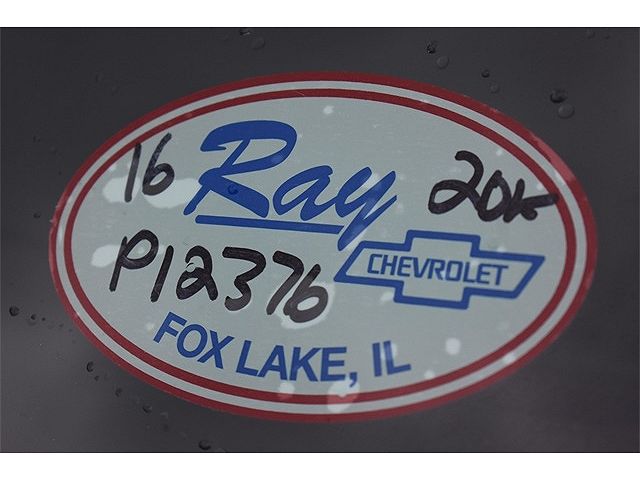 16 Ray 20K
P12376 CHEVROLET
FOX LAKE, IL